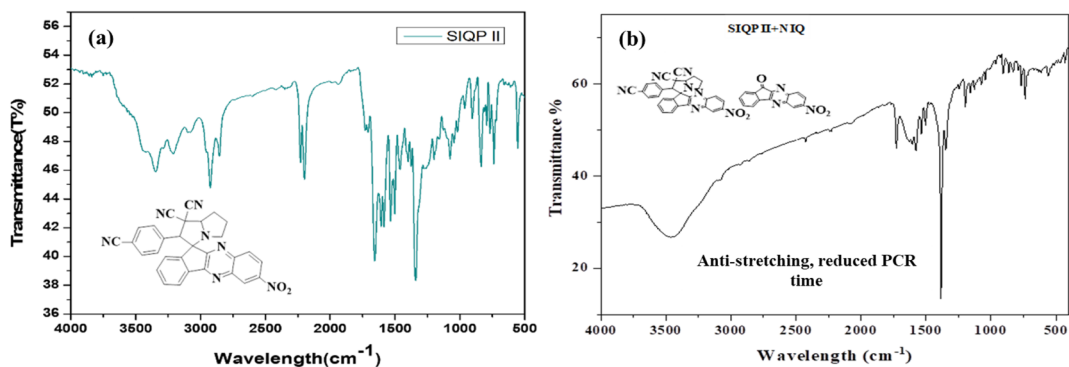 (a)
SIQP II
Transmittance(T%)
56
54
52
50
48
46
44
42
40
38
36
CN
NC
NC
N
N
N
NO2
4000 3500 3000 2500 2000 1500 1000 500
Wavelength(cm-1)
(b)
SIQP II+NIQ
Transmittance %
60
40
20
CN
NC
NC
N
N
N
NO2
O
N
N
NO2
Anti-stretching, reduced PCR
time
4000 3500 3000 2500 2000 1500 1000 500
Wavelength (cm-1)